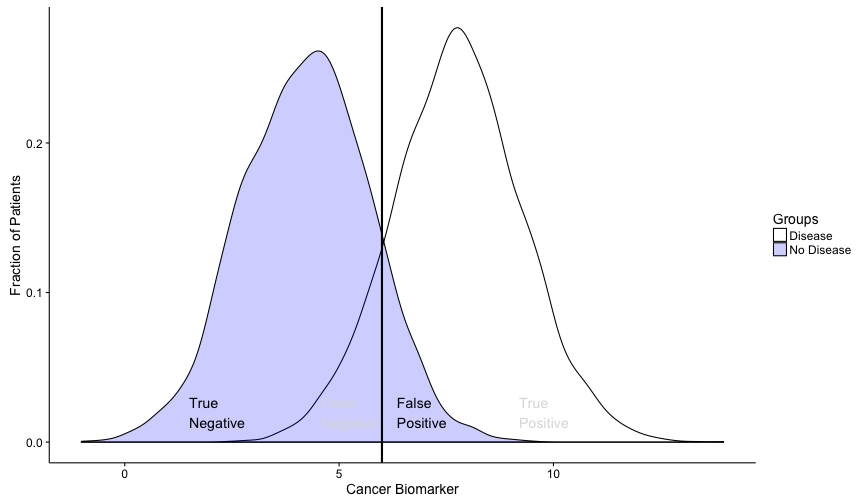 Fraction of Patients
0.2
0.1
0.0
True
Negative
False
Positive
True
Positive
0
5
10
Cancer Biomarker
Groups
Disease
No Disease